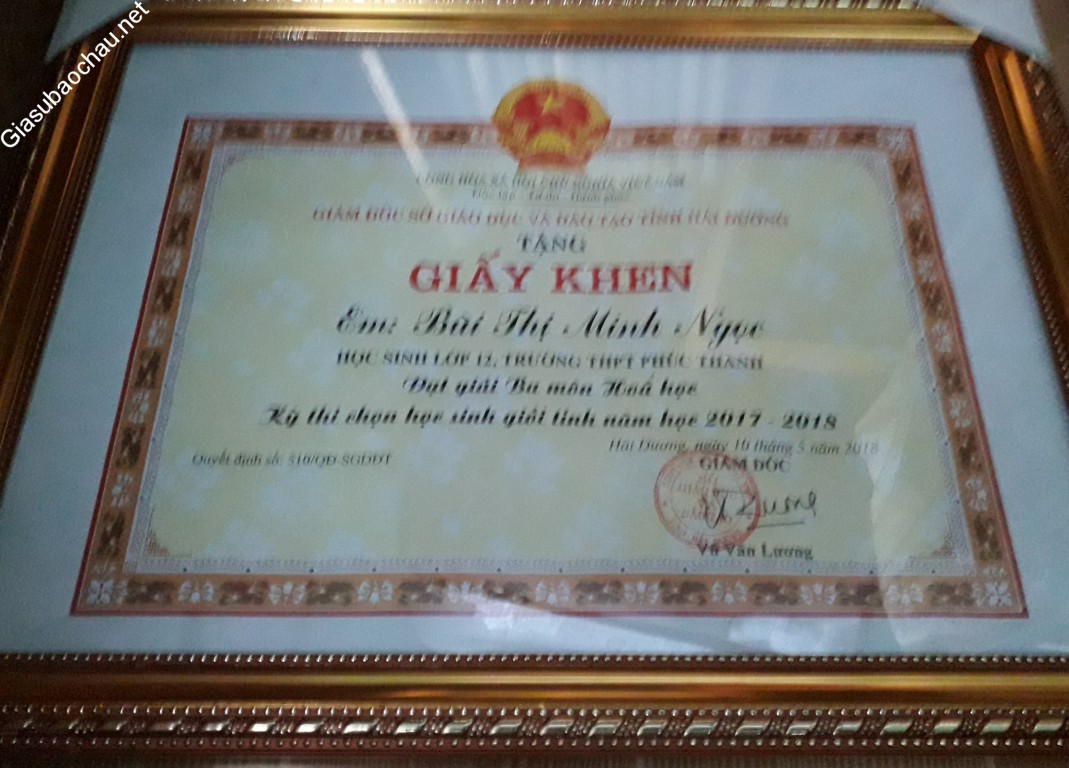 Giasubaochau.net
CỘNG HÒA XÃ HỘI CHỦ NGHĨA VIỆT NAM
Độc lập - Tự do - Hạnh phúc
GIÁM ĐỐC SỞ GIÁO DỤC VÀ ĐÀO TẠO TỈNH HẢI DƯƠNG
TẶNG
GIẤY KHEN
Em: Bùi Thị Minh Ngọc
HỌC SINH LỚP 12, TRƯỜNG THPT PHÚC THÀNH
Đạt giải Ba môn Hoá học
Kỳ thi chọn học sinh giỏi tỉnh năm học 2017 - 2018
Hải Dương, ngày 10 tháng 5 năm 2018
Quyết định số: 510/QĐ-SGDĐT
GIÁM ĐỐC
Vũ Văn Lương